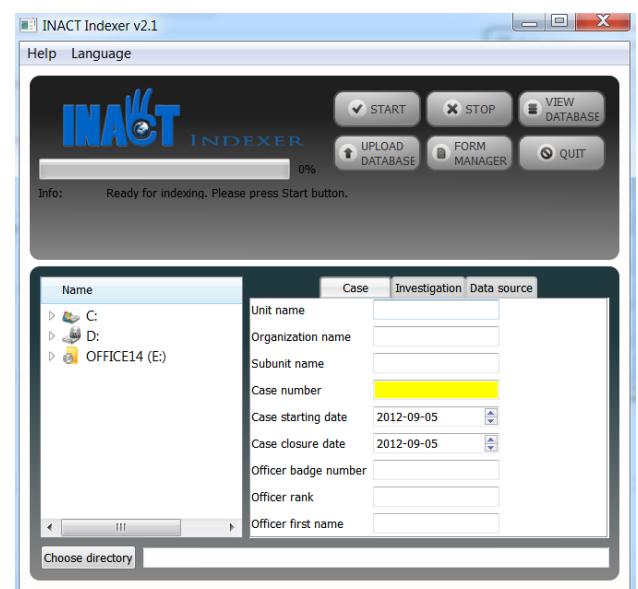 INACT Indexer v2.1
Help Language
INACT INDEXER
START
STOP
VIEW
DATABASE
UPLOAD
DATABASE
FORM
MANAGER
QUIT
0%
Info: Ready for indexing. Please press Start button.
Name
C:
D:
OFFICE14 (E:)
Case Investigation Data source
Unit name
Organization name
Subunit name
Case number
Case starting date 2012-09-05
Case closure date 2012-09-05
Officer badge number
Officer rank
Officer first name
Choose directory